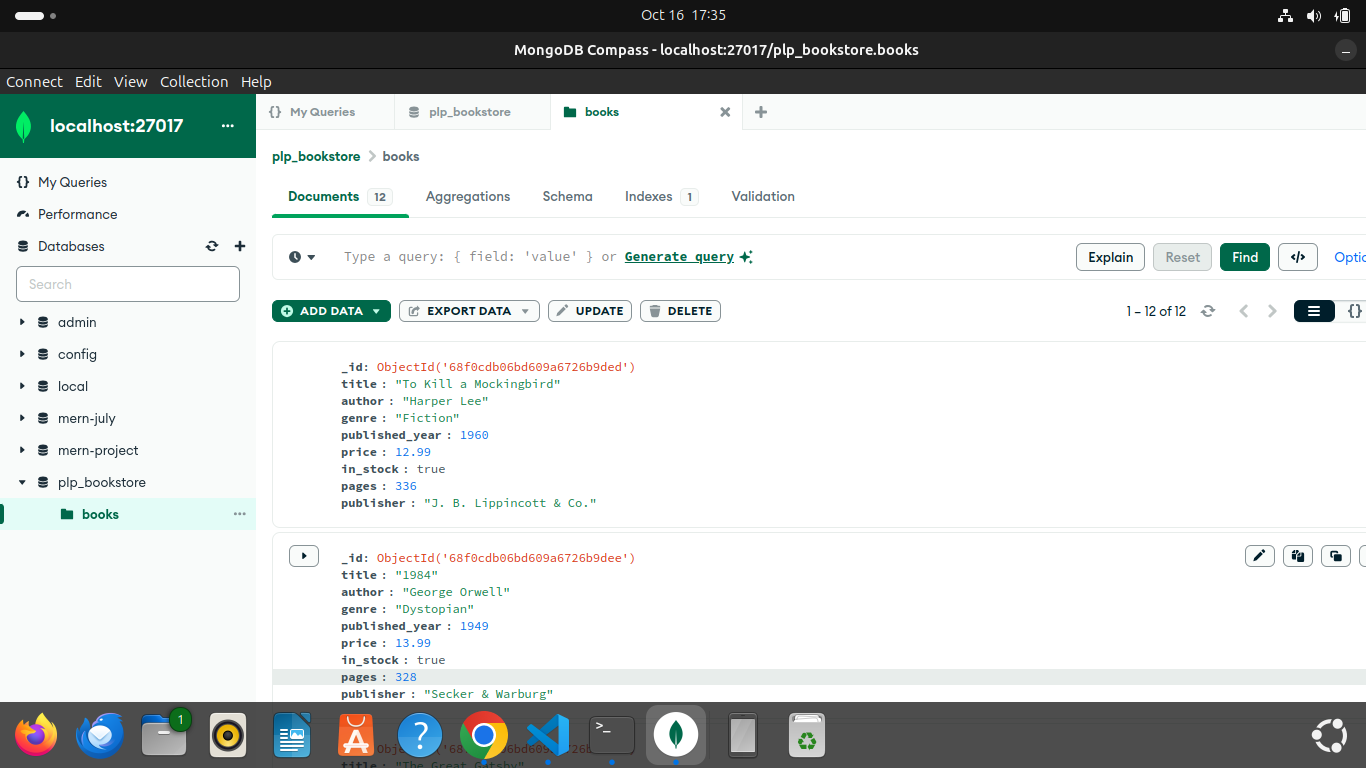 Oct 16 17:35
MongoDB Compass - localhost:27017/plp_bookstore.books
Connect Edit View Collection Help
localhost:27017
My Queries
Performance
Databases
Search
admin
config
local
mern-july
mern-project
plp_bookstore
books
{} My Queries
plp_bookstore
books
plp_bookstore > books
Documents 12
Aggregations
Schema
Indexes 1
Validation
Type a query: { field: 'value' } or Generate query
Explain
Reset
Find
</>
Optio
ADD DATA
EXPORT DATA
UPDATE
DELETE
1 – 12 of 12
{}
_id: ObjectId('68f0cdb06bd609a6726b9ded')
title : "To Kill a Mockingbird"
author : "Harper Lee"
genre : "Fiction"
published_year : 1960
price : 12.99
in_stock : true
pages : 336
publisher : "J. B. Lippincott & Co."
_id: ObjectId('68f0cdb06bd609a6726b9dee')
title : "1984"
author : "George Orwell"
genre : "Dystopian"
published_year : 1949
price : 13.99
in_stock : true
pages : 328
publisher : "Secker & Warburg"
1
A
?
>_
title : "The Great Gatsby"